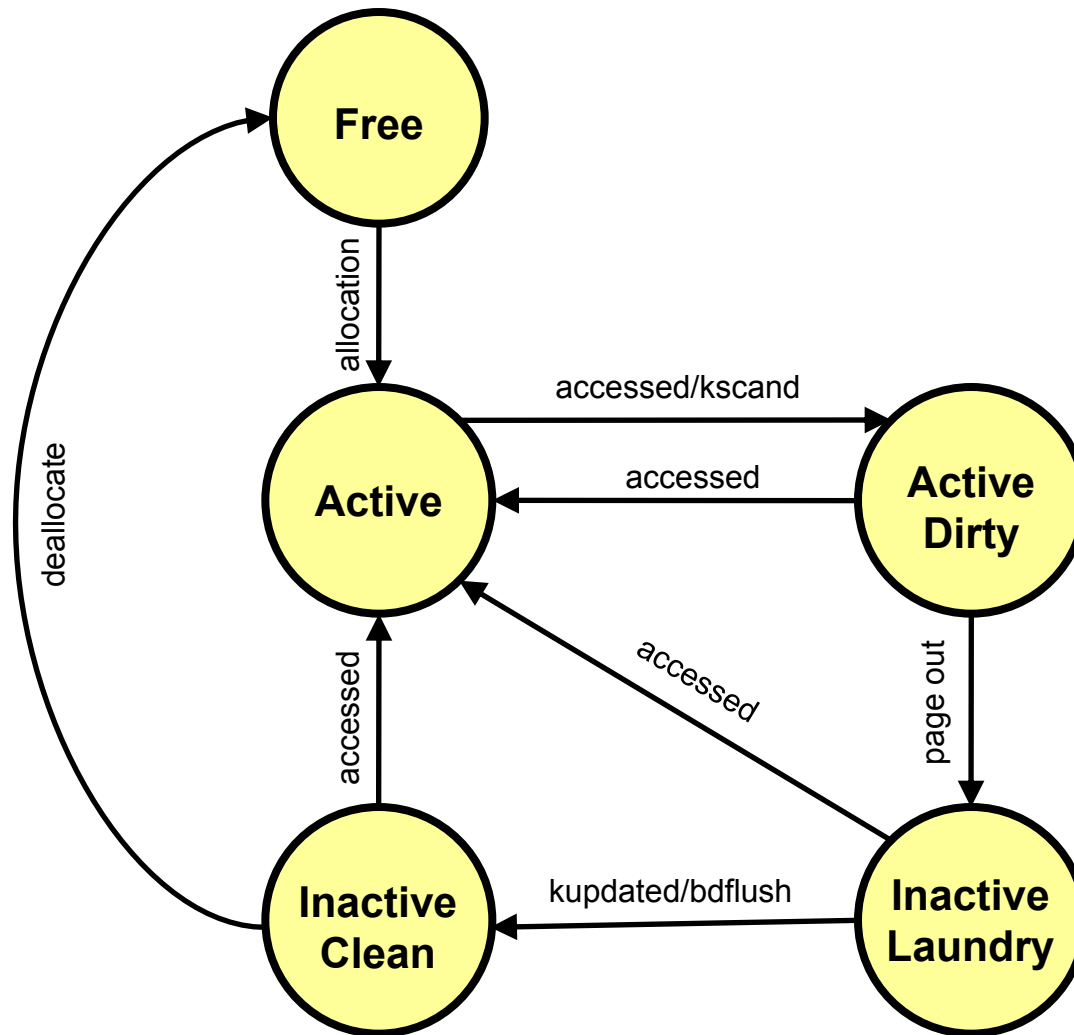 Free
allocation
accessed/kscand
deallocate
Active
accessed
Active
Dirty
accessed
accessed
page out
Inactive
Clean
kupdated/bdflush
Inactive
Laundry